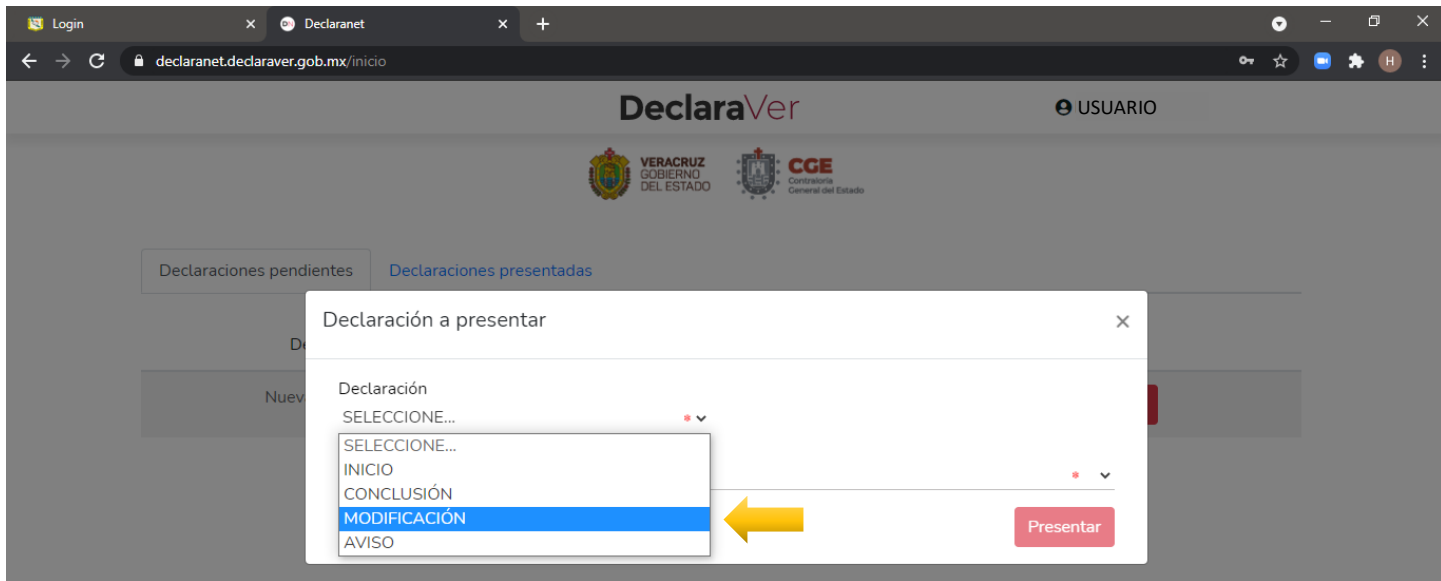 Login
Declaranet
declaranet.declaraver.gob.mx/inicio
H
DeclaraVer
USUARIO
VERACRUZ
GOBIERNO
DEL ESTADO
CGE
Contraloría
General del Estado
Declaraciones pendientes
Declaraciones presentadas
Declaración a presentar
Declaración
SELECCIONE...
SELECCIONE...
INICIO
CONCLUSIÓN
MODIFICACIÓN
AVISO
Presentar